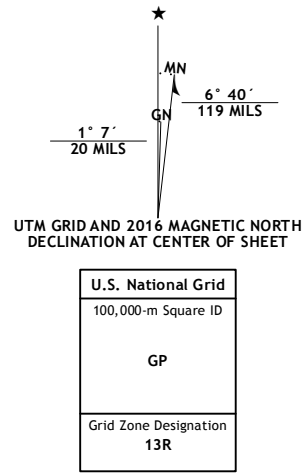 ★
MN
GN
1° 7´
20 MILS
6° 40´
119 MILS
UTM GRID AND 2016 MAGNETIC NORTH
DECLINATION AT CENTER OF SHEET
U.S. National Grid
100,000-m Square ID
GP
Grid Zone Designation
13R